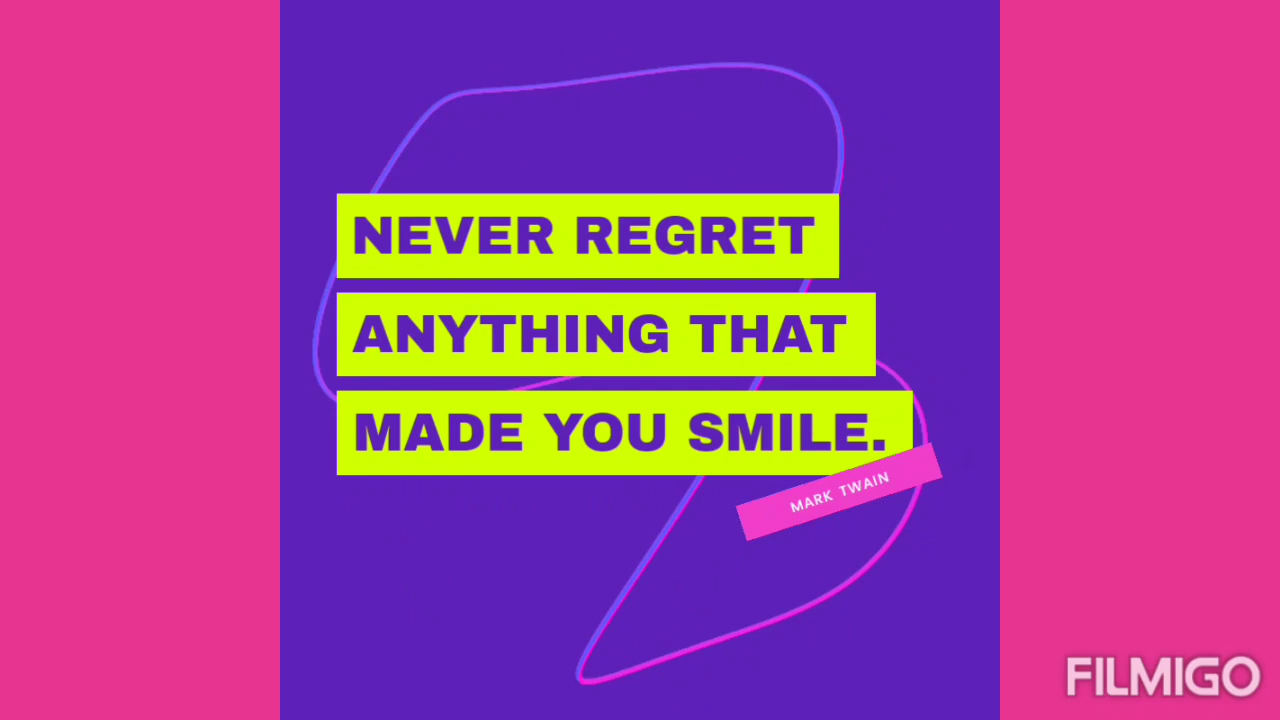 NEVER REGRET
ANYTHING THAT
MADE YOU SMILE.
MARK TWAIN
FILMIGO